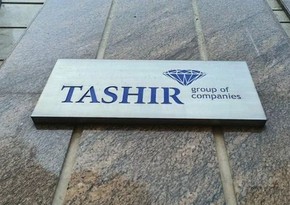 TASHIR
group of
companies